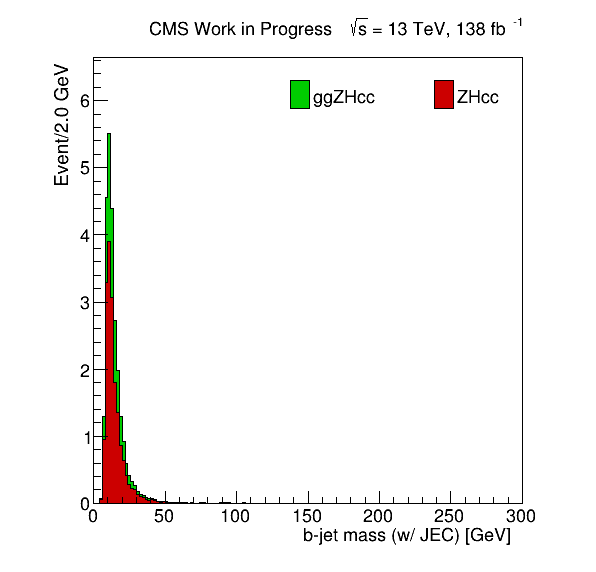 CMS Work in Progress √s = 13 TeV, 138 fb⁻¹
Event/2.0 GeV
ggZHcc ZHcc
6
5
4
3
2
1
0
0 50 100 150 200 250 300
b-jet mass (w/ JEC) [GeV]